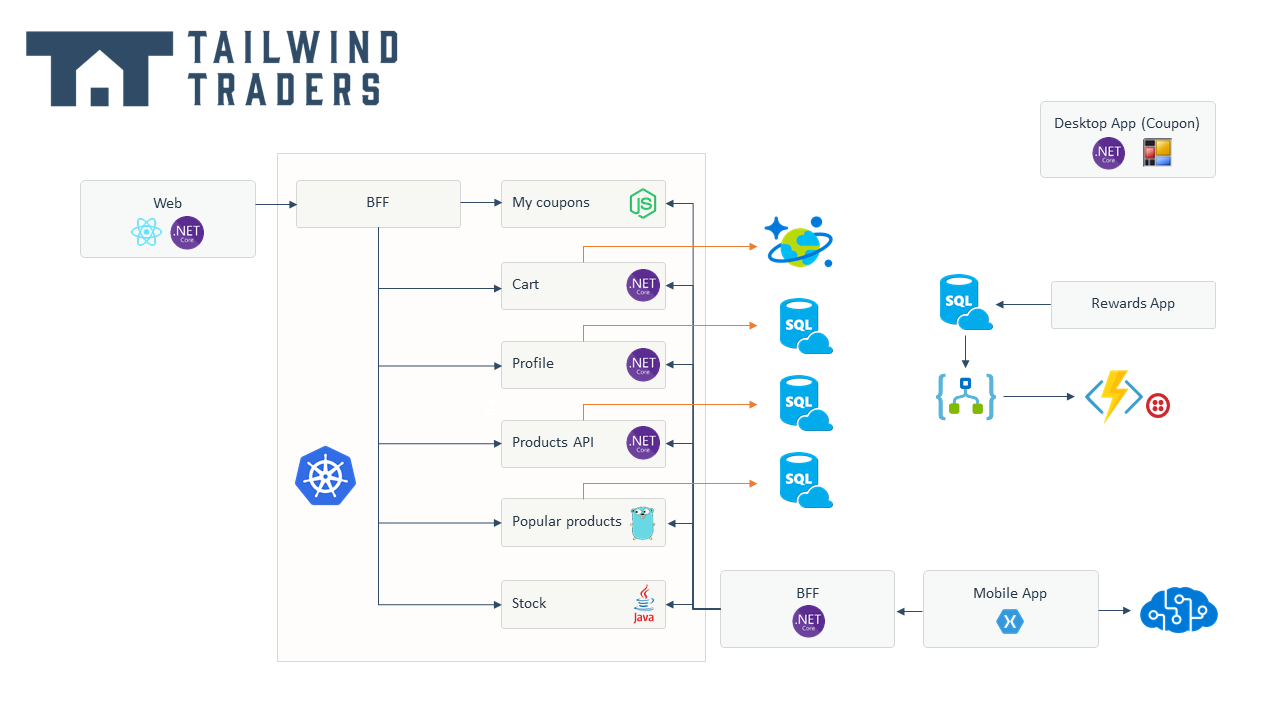 TAILWIND
TRADERS
Desktop App (Coupon)
.NET
Core
Web
.NET
Core
BFF
My coupons
JS
Cart
.NET
Core
SQL
Rewards App
SQL
Profile
.NET
Core
SQL
Products API
.NET
Core
SQL
Popular products
BFF
.NET
Core
Mobile App
Stock
Java